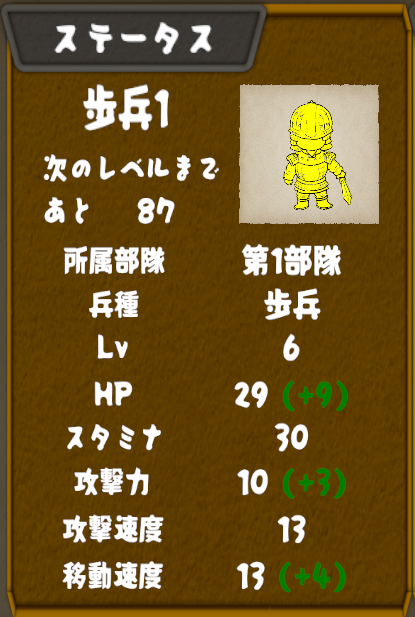 ステータス
歩兵1
次のレベルまで
あと 87
所属部隊 第1部隊
兵種 歩兵
Lv 6
HP 29 (+9)
スタミナ 30
攻撃力 10 (+3)
攻撃速度 13
移動速度 13 (+4)